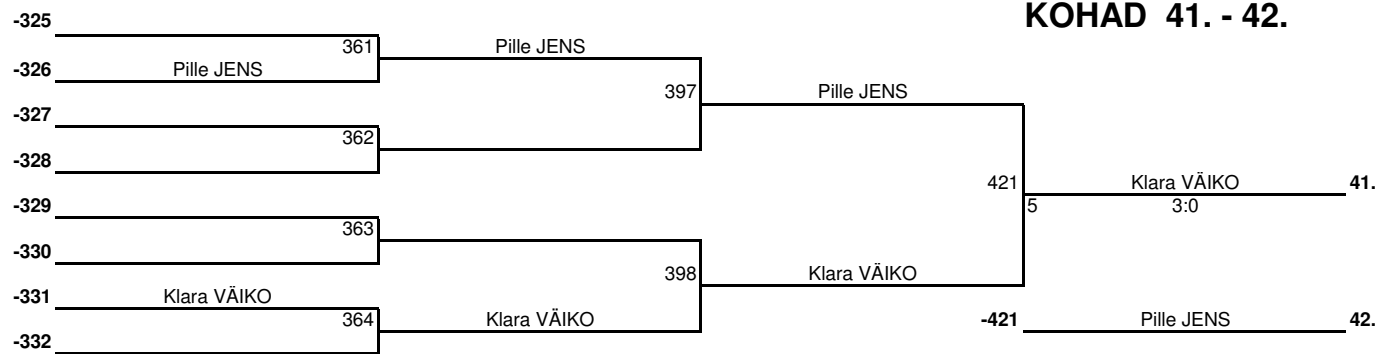 KOHAD 41. - 42.
-325
361 Pille JENS
-326 Pille JENS
397 Pille JENS
-327
362
-328
421 Klara VÄIKO 41.
5 3:0
-329
363
-330
398 Klara VÄIKO
-331 Klara VÄIKO
364 Klara VÄIKO
-421 Pille JENS 42.
-332